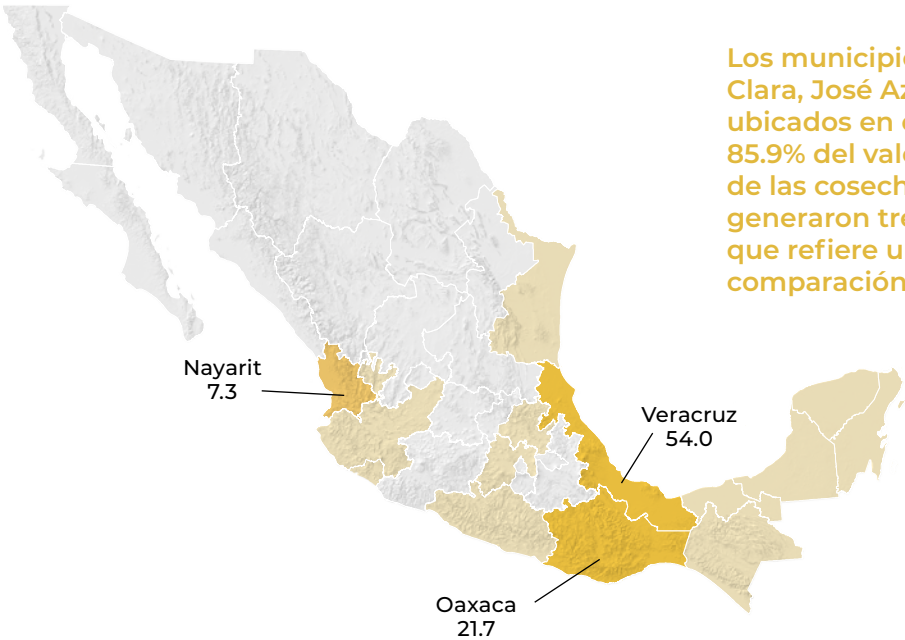 Los municipi
Clara, José Az
ubicados en
85.9% del val
de las cosech
generaron tr
que refiere u
comparación
Nayarit
7.3
Veracruz
54.0
Oaxaca
21.7